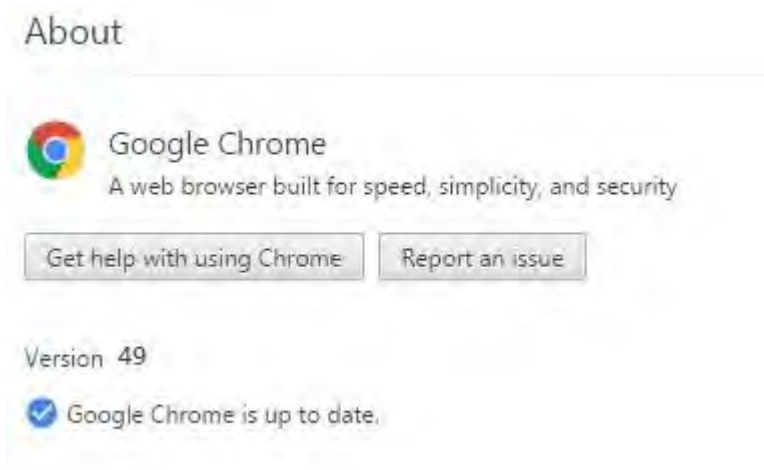 About
Google Chrome
A web browser built for speed, simplicity, and security
Get help with using Chrome Report an issue
Version 49
Google Chrome is up to date.